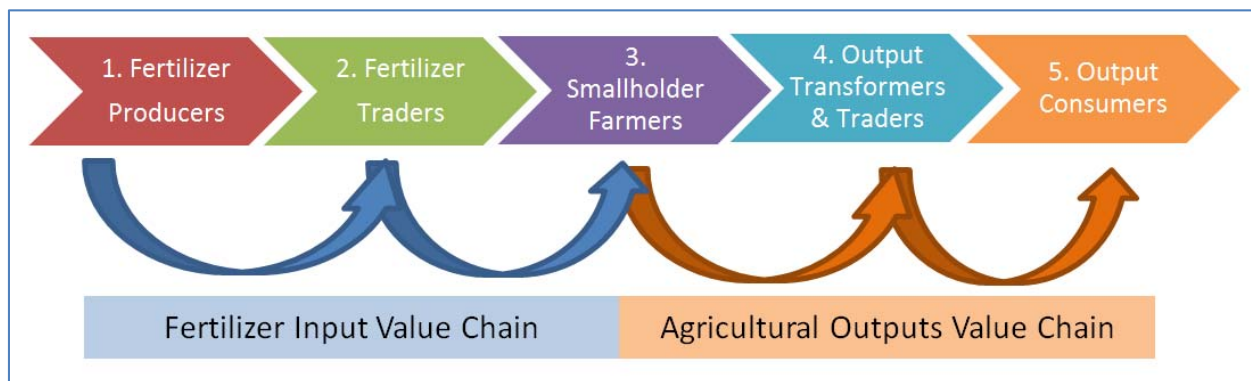 1. Fertilizer
Producers
2. Fertilizer
Traders
3.
Smallholder
Farmers
4. Output
Transformers
& Traders
5. Output
Consumers
Fertilizer Input Value Chain
Agricultural Outputs Value Chain